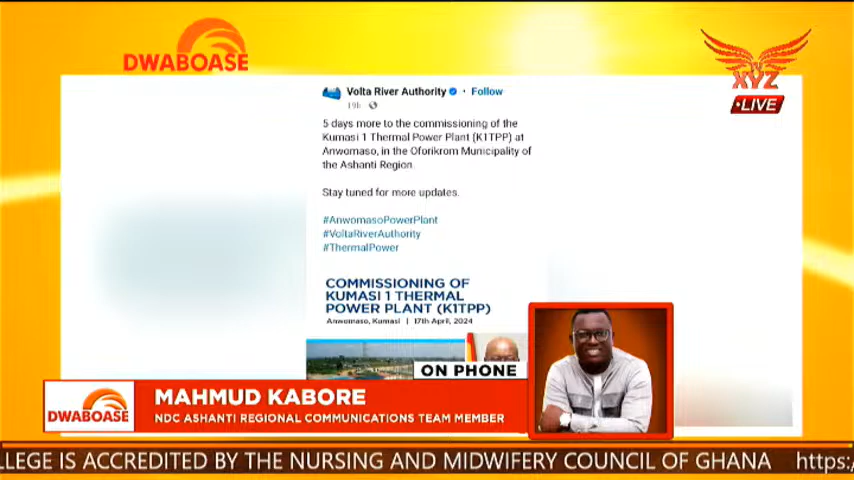 DWABOASE
XYZ
LIVE
Volta River Authority · Follow
19h
5 days more to the commissioning of the
Kumasi 1 Thermal Power Plant (K1TPP) at
Anwomaso, in the Oforikrom Municipality of
the Ashanti Region.
Stay tuned for more updates.
#AnwomasoPowerPlant
#VoltaRiverAuthority
#ThermalPower
COMMISSIONING OF
KUMASI 1 THERMAL
POWER PLANT (K1TPP)
Anwomaso, Kumasi | 17th April, 2024
ON PHONE
DWABOASE
MAHMUD KABORE
NDC ASHANTI REGIONAL COMMUNICATIONS TEAM MEMBER
LLEGE IS ACCREDITED BY THE NURSING AND MIDWIFERY COUNCIL OF GHANA https:/